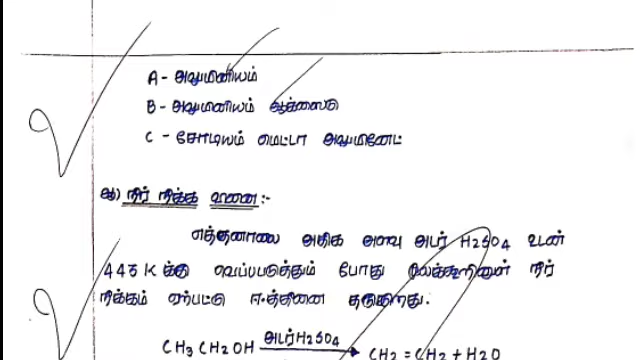 A - அலுமினியம்
B - அலுமினியம் ஆக்ஸைடு
C - சோடியம் மெட்டா அலுமினேட்
ஆ) நீர் நீக்க வினை:-
எத்தனாலை அதிக அளவு அடர் H2SO4 உடன்
443 K க்கு வெப்படுத்தும் போது மூலக்கூறினுள் நீர்
நீக்கம் ஏற்பட்டு ஈத்தீனை தருகிறது.
CH3 CH2 OH அடர் H2SO4 → CH2 = CH2 + H2O